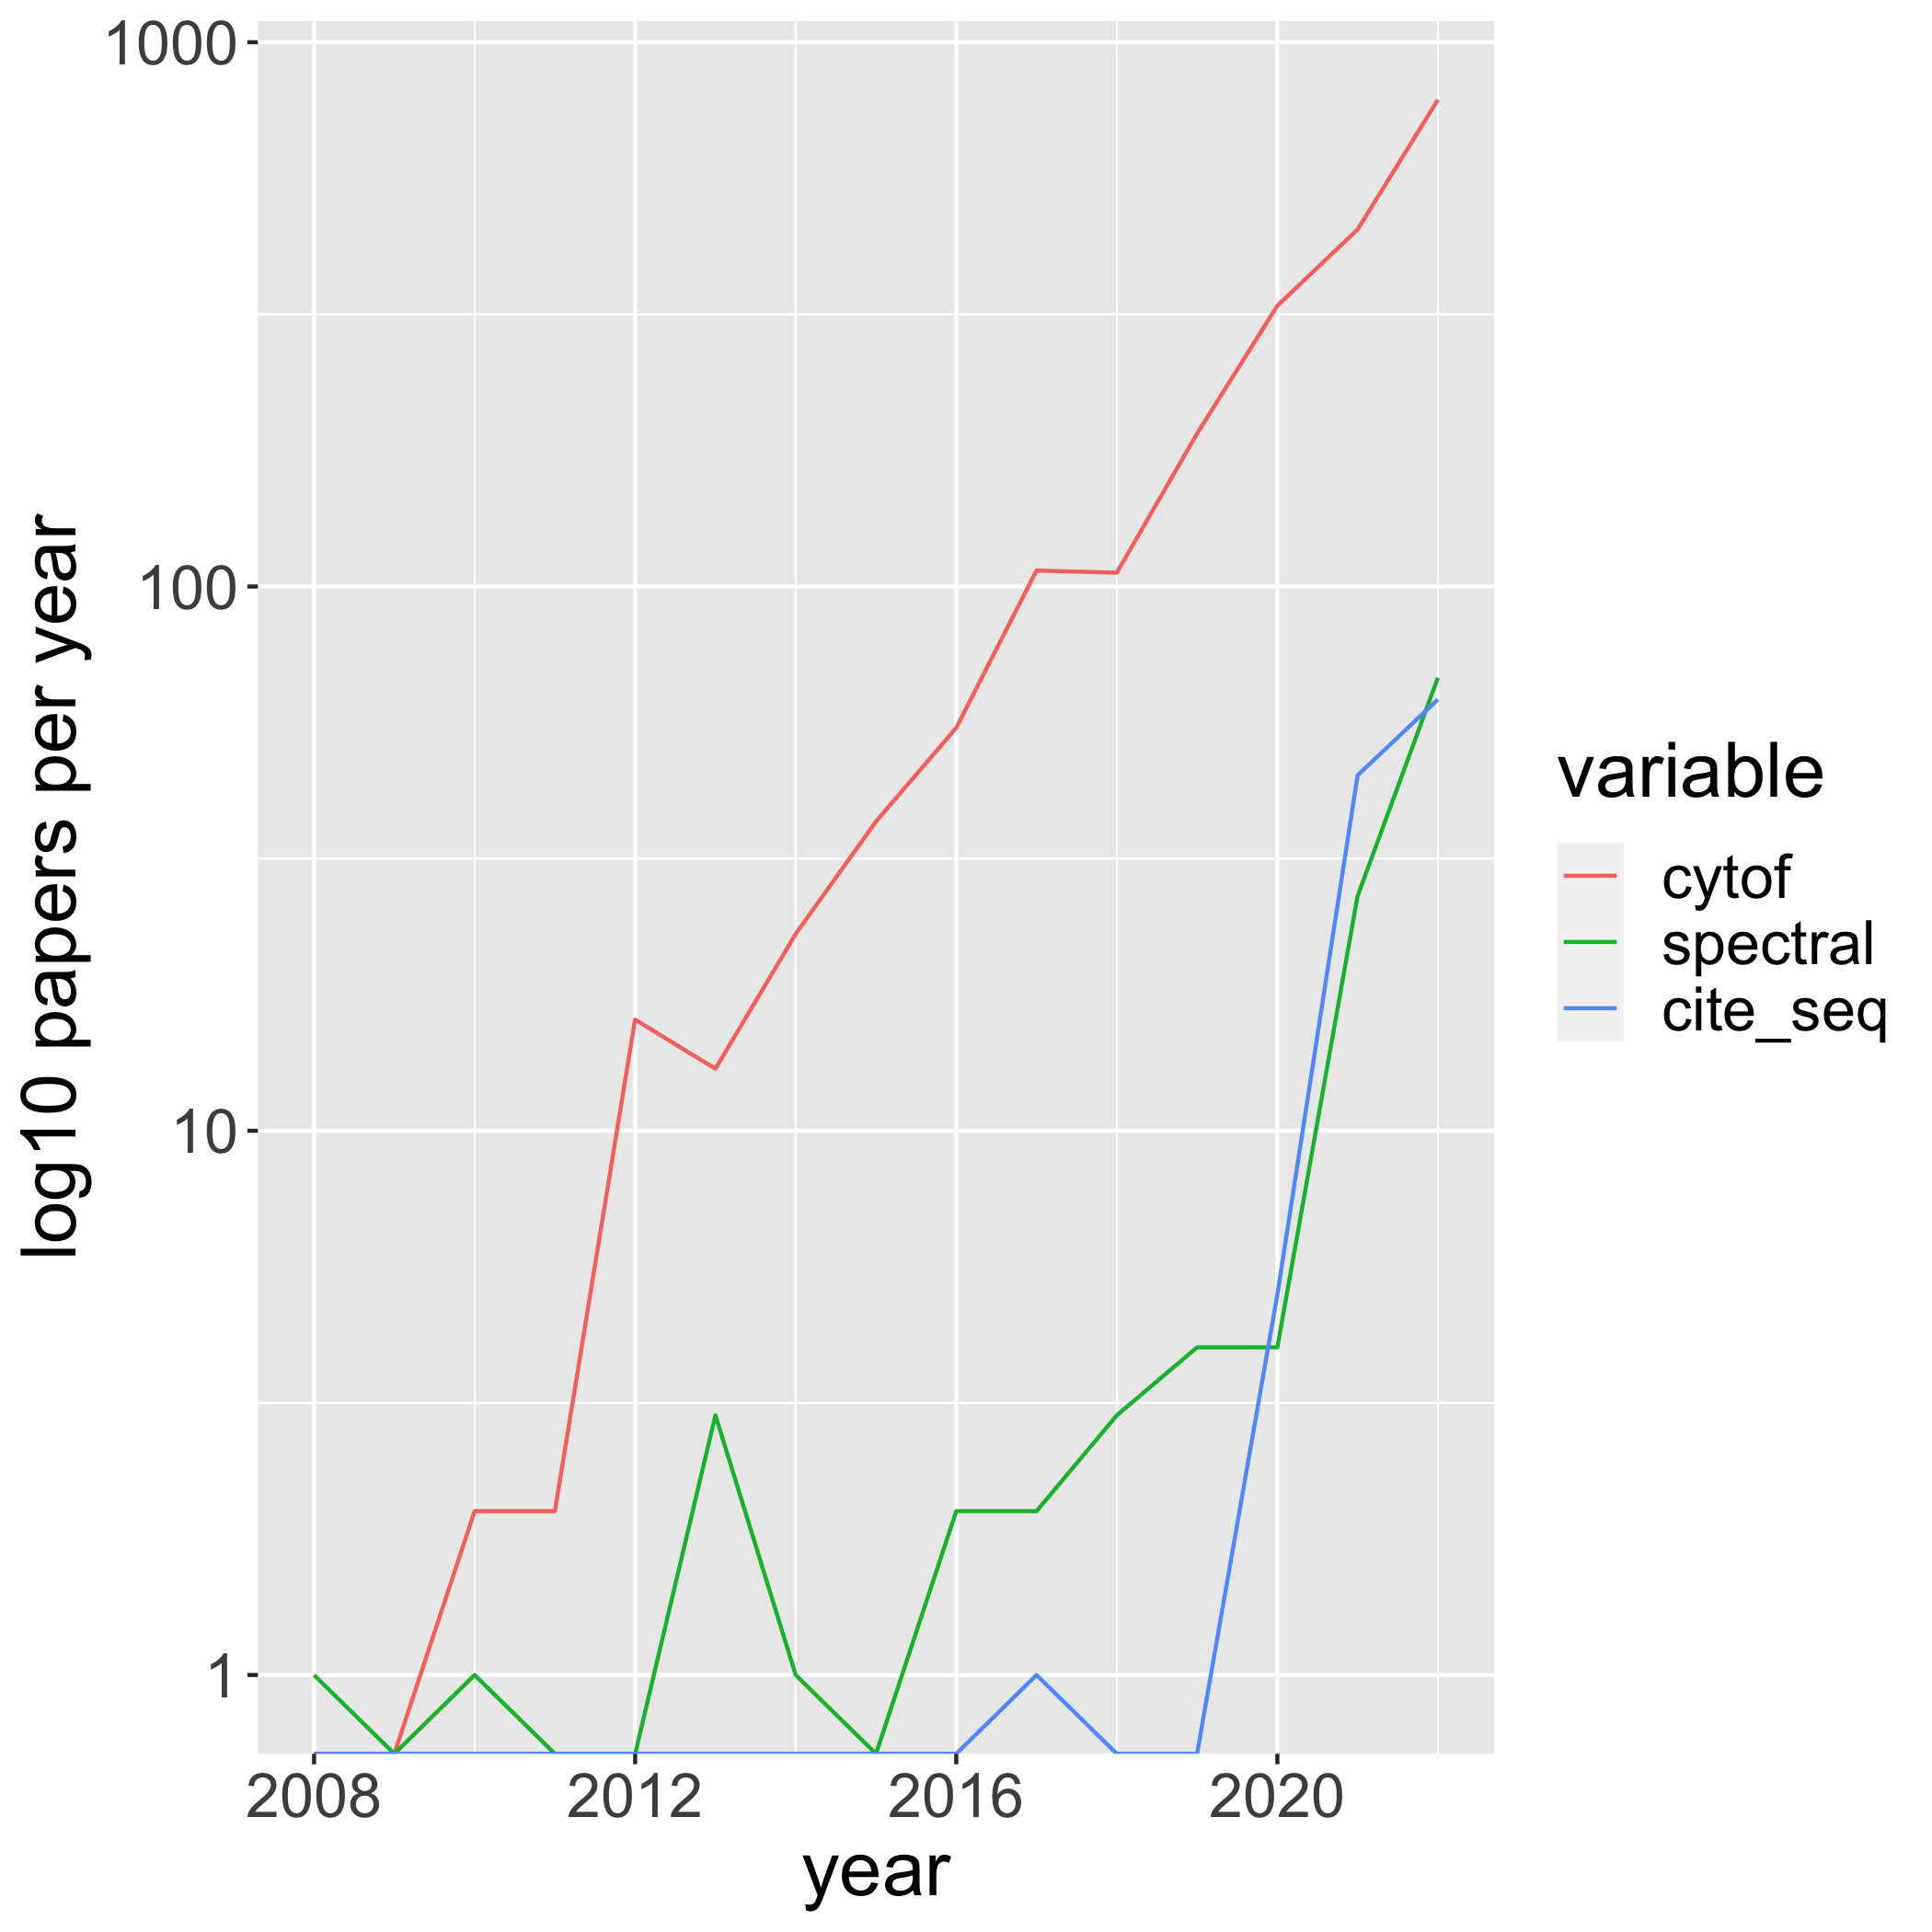 log10 papers per year
1000
100
10
1
2008 2012 2016 2020
year
variable
cytof
spectral
cite_seq